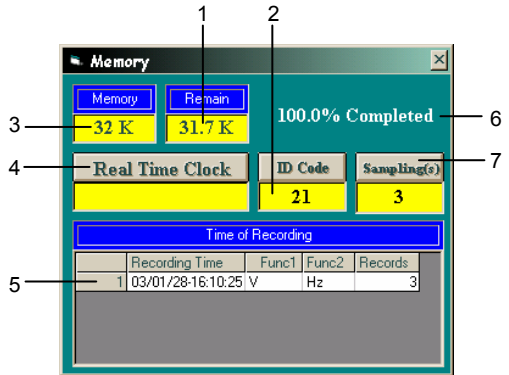 1 2
Memory
Memory Remain
32 K 31.7 K
100.0% Completed
3 6
4 7
Real Time Clock ID Code Sampling(s)
21 3
Time of Recording
Recording Time Func1 Func2 Records
5 1 03/01/28-16:10:25 V Hz 3